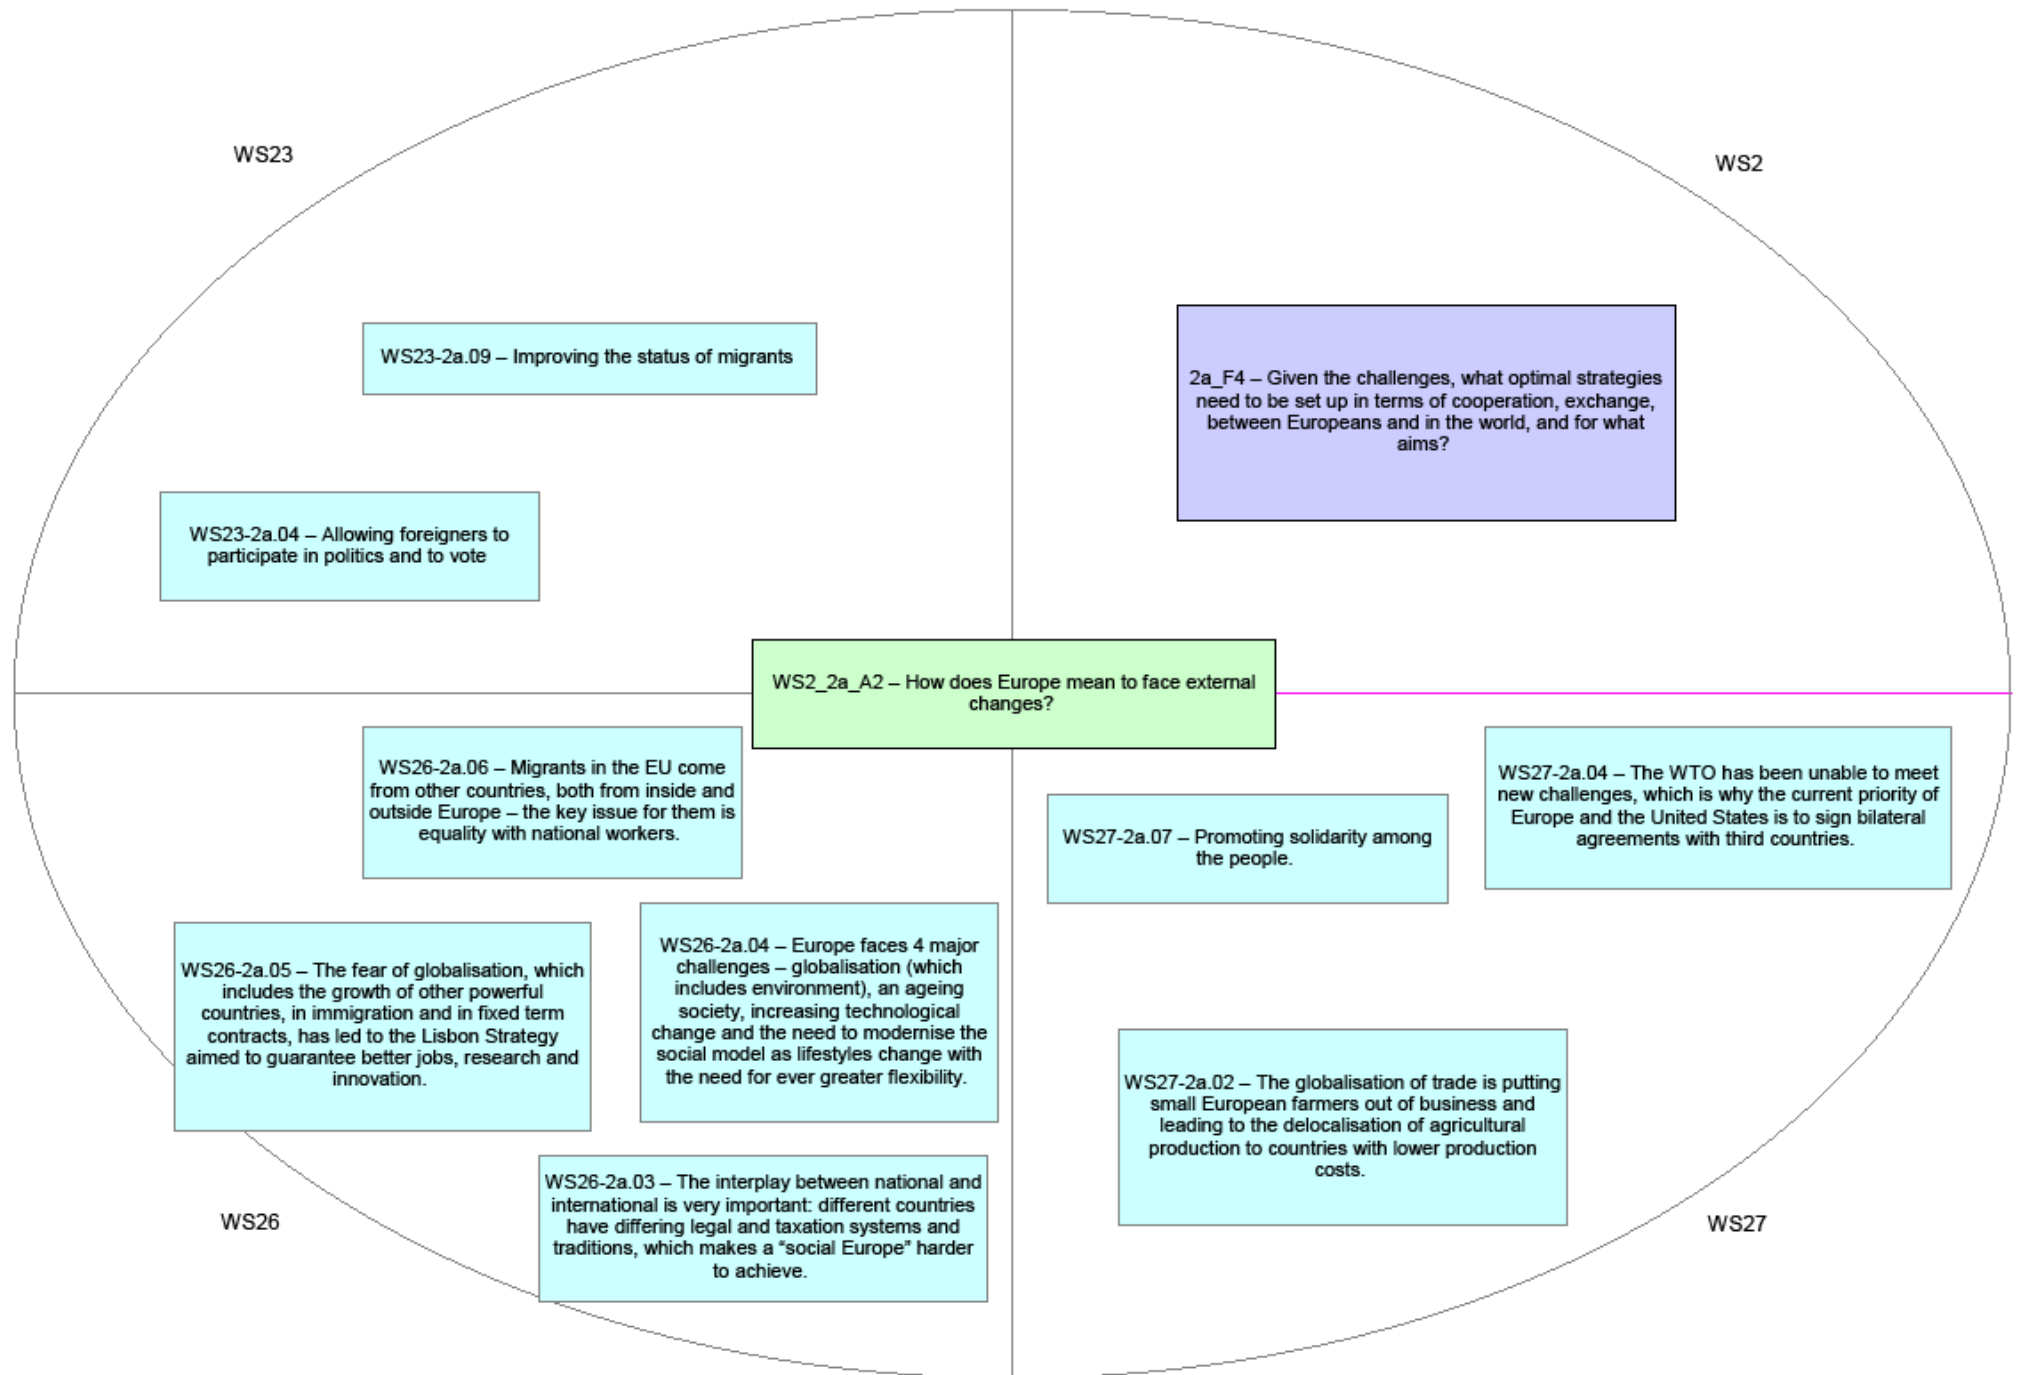 WS23
WS2
WS23-2a.09 – Improving the status of migrants
2a_F4 – Given the challenges, what optimal strategies
need to be set up in terms of cooperation, exchange,
between Europeans and in the world, and for what
aims?
WS23-2a.04 – Allowing foreigners to
participate in politics and to vote
WS2_2a_A2 – How does Europe mean to face external
changes?
WS26-2a.06 – Migrants in the EU come
from other countries, both from inside and
outside Europe – the key issue for them is
equality with national workers.
WS27-2a.07 – Promoting solidarity among
the people.
WS27-2a.04 – The WTO has been unable to meet
new challenges, which is why the current priority of
Europe and the United States is to sign bilateral
agreements with third countries.
WS26-2a.05 – The fear of globalisation, which
includes the growth of other powerful
countries, in immigration and in fixed term
contracts, has led to the Lisbon Strategy
aimed to guarantee better jobs, research and
innovation.
WS26-2a.04 – Europe faces 4 major
challenges – globalisation (which
includes environment), an ageing
society, increasing technological
change and the need to modernise the
social model as lifestyles change with
the need for ever greater flexibility.
WS27-2a.02 – The globalisation of trade is putting
small European farmers out of business and
leading to the delocalisation of agricultural
production to countries with lower production
costs.
WS26-2a.03 – The interplay between national and
international is very important: different countries
have differing legal and taxation systems and
traditions, which makes a “social Europe” harder
to achieve.
WS26
WS27